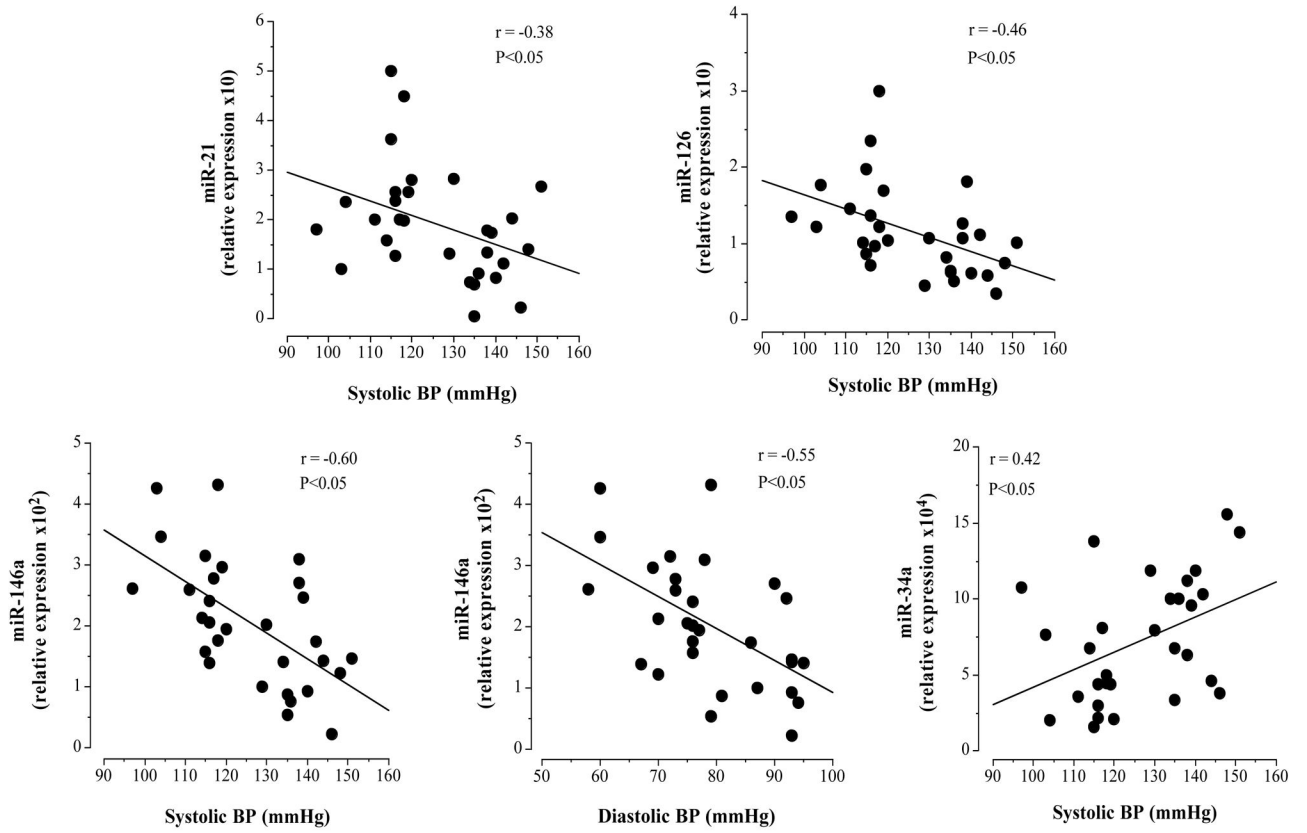 r = -0.38
P<0.05
miR-21
(relative expression x10)
6
5
4
3
2
1
0
90 100 110 120 130 140 150 160
Systolic BP (mmHg)
r = -0.46
P<0.05
miR-126
(relative expression x10)
4
3
2
1
0
90 100 110 120 130 140 150 160
Systolic BP (mmHg)
r = -0.60
P<0.05
miR-146a
(relative expression x10²)
5
4
3
2
1
0
90 100 110 120 130 140 150 160
Systolic BP (mmHg)
r = -0.55
P<0.05
miR-146a
(relative expression x10²)
5
4
3
2
1
0
50 60 70 80 90 100
Diastolic BP (mmHg)
r = 0.42
P<0.05
miR-34a
(relative expression x10⁴)
20
15
10
5
0
90 100 110 120 130 140 150 160
Systolic BP (mmHg)